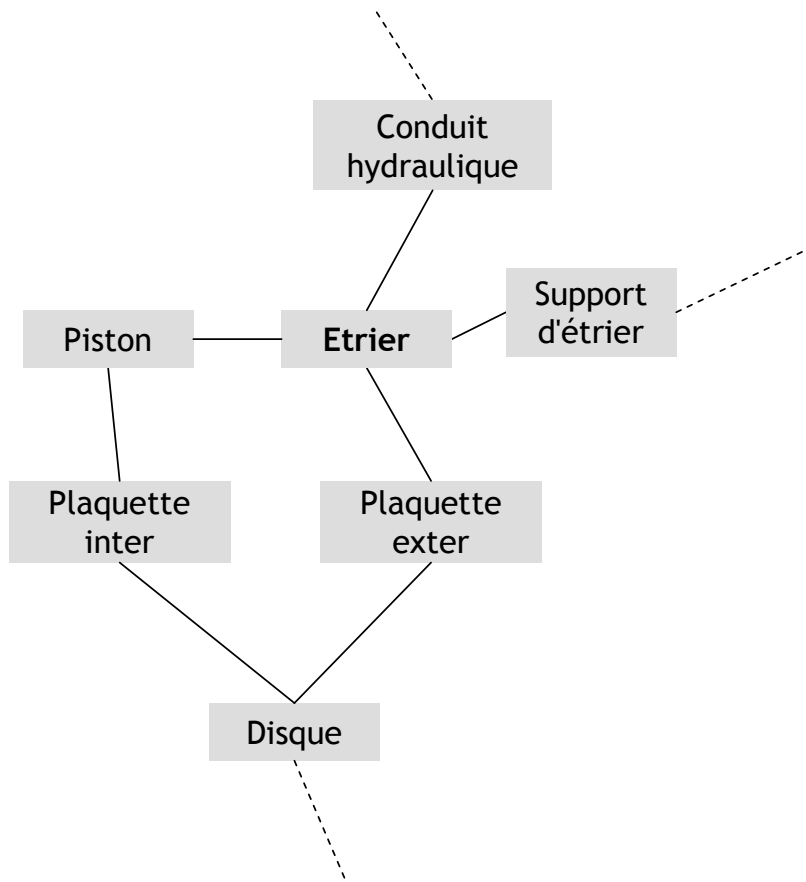 Conduit
hydraulique
Support
d'étrier
Piston
Etrier
Plaquette
inter
Plaquette
exter
Disque